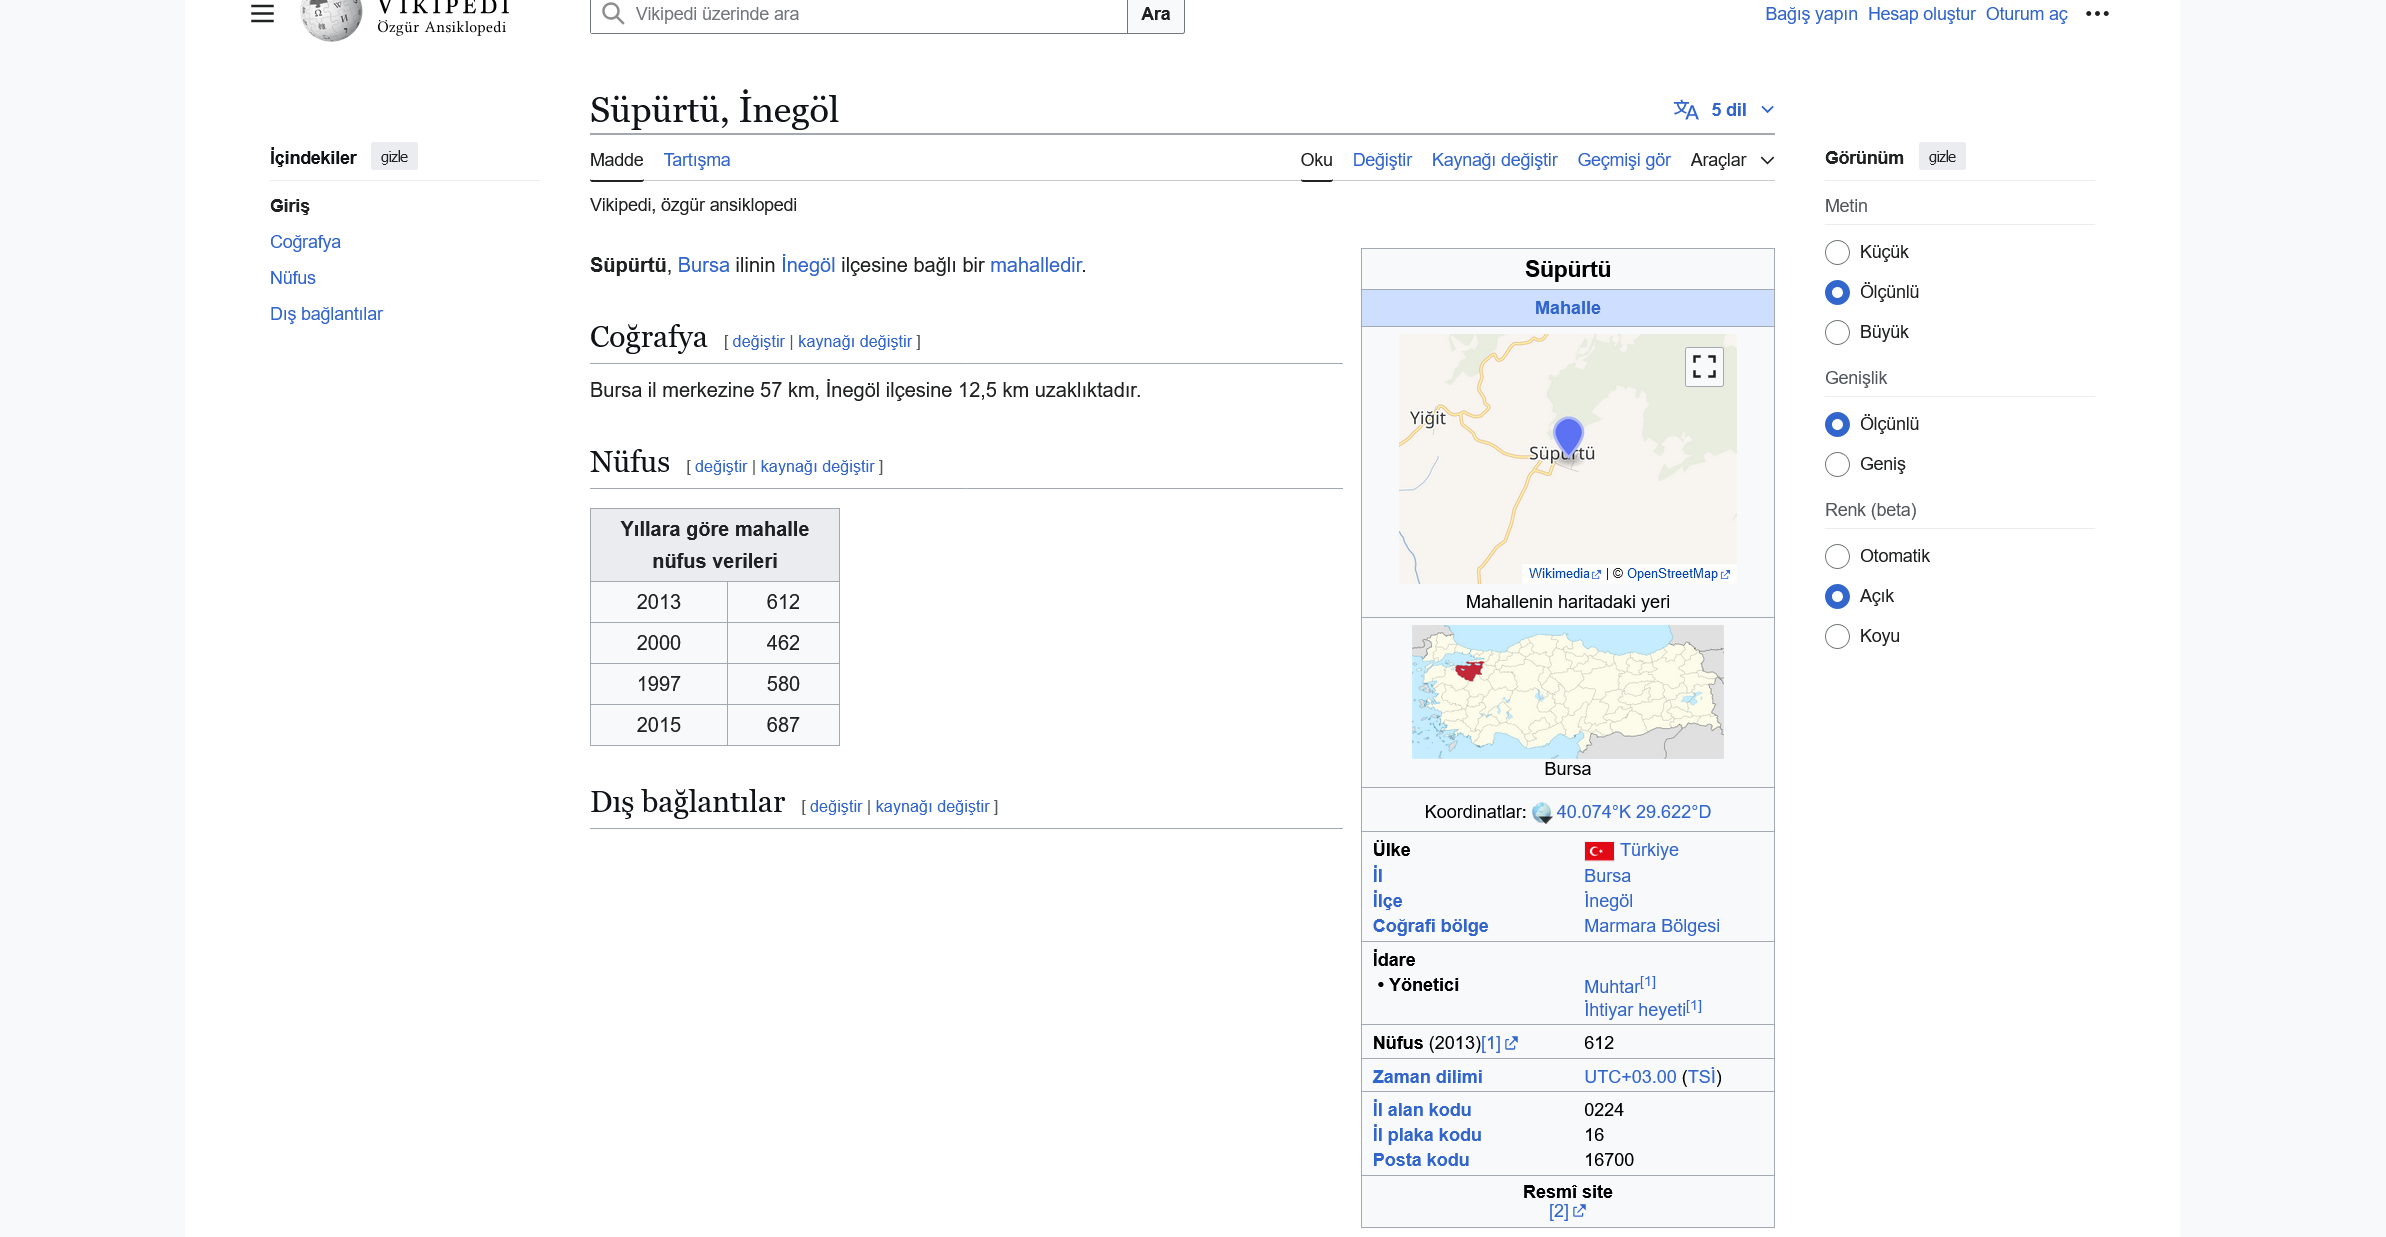 VİKİPEDİ
Özgür Ansiklopedi
Vikipedi üzerinde ara
Ara
Bağış yapın Hesap oluştur Oturum aç
Süpürtü, İnegöl
5 dil
İçindekiler gizle
Giriş
Coğrafya
Nüfus
Dış bağlantılar
Madde Tartışma
Oku Değiştir Kaynağı değiştir Geçmişi gör Araçlar
Vikipedi, özgür ansiklopedi
Süpürtü, Bursa ilinin İnegöl ilçesine bağlı bir mahalledir.
Coğrafya [ değiştir | kaynağı değiştir ]
Bursa il merkezine 57 km, İnegöl ilçesine 12,5 km uzaklıktadır.
Nüfus [ değiştir | kaynağı değiştir ]
Yıllara göre mahalle
nüfus verileri
2013 612
2000 462
1997 580
2015 687
Dış bağlantılar [ değiştir | kaynağı değiştir ]
Süpürtü
Mahalle
Yiğit
Süpürtü
Wikimedia | © OpenStreetMap
Mahallenin haritadaki yeri
Bursa
Koordinatlar: 40.074°K 29.622°D
Ülke Türkiye
İl Bursa
İlçe İnegöl
Coğrafi bölge Marmara Bölgesi
İdare
• Yönetici Muhtar[1]
İhtiyar heyeti[1]
Nüfus (2013)[1] 612
Zaman dilimi UTC+03.00 (TSİ)
İl alan kodu 0224
İl plaka kodu 16
Posta kodu 16700
Resmî site
[2]
Görünüm gizle
Metin
Küçük
Ölçünlü
Büyük
Genişlik
Ölçünlü
Geniş
Renk (beta)
Otomatik
Açık
Koyu